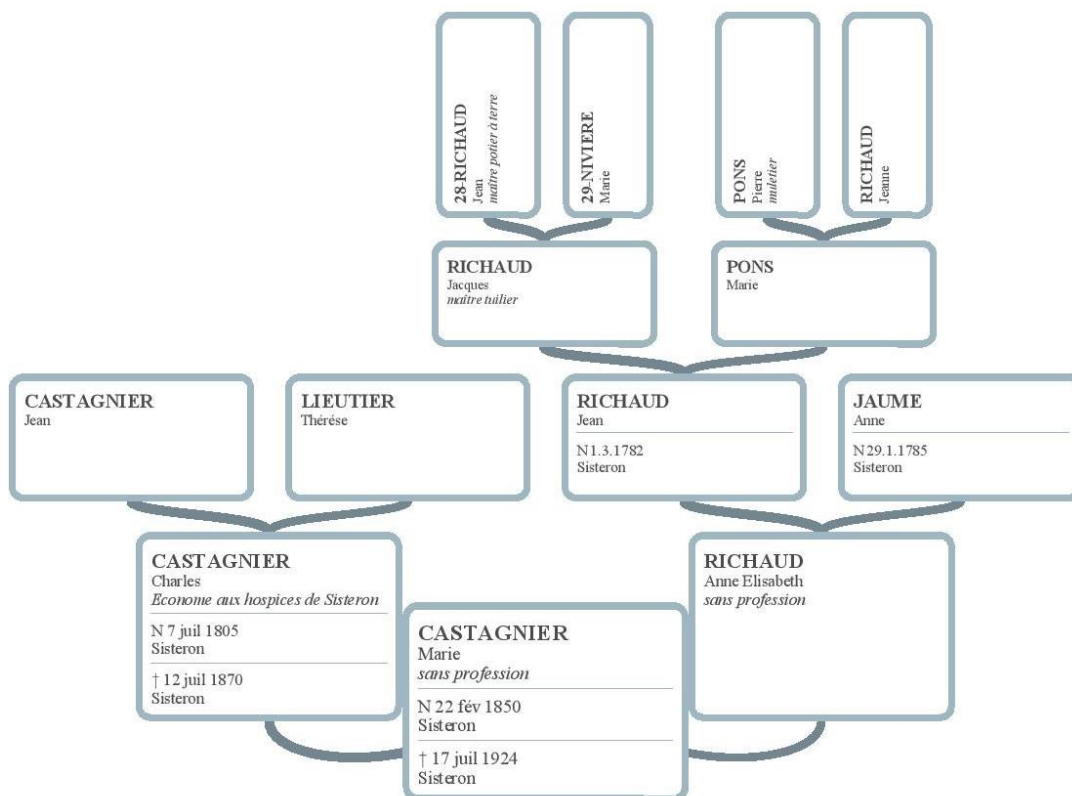 28-RICHAUD
Jean
maître potier à terre
29-NIVIERE
Marie
PONS
Pierre
muletier
RICHAUD
Jeanne
RICHAUD
Jacques
maître tuilier
PONS
Marie
CASTAGNIER
Jean
LIEUTIER
Thérése
RICHAUD
Jean
N 1.3.1782
Sisteron
JAUME
Anne
N 29.1.1785
Sisteron
CASTAGNIER
Charles
Econome aux hospices de Sisteron
N 7 juil 1805
Sisteron
† 12 juil 1870
Sisteron
RICHAUD
Anne Elisabeth
sans profession
CASTAGNIER
Marie
sans profession
N 22 fév 1850
Sisteron
† 17 juil 1924
Sisteron